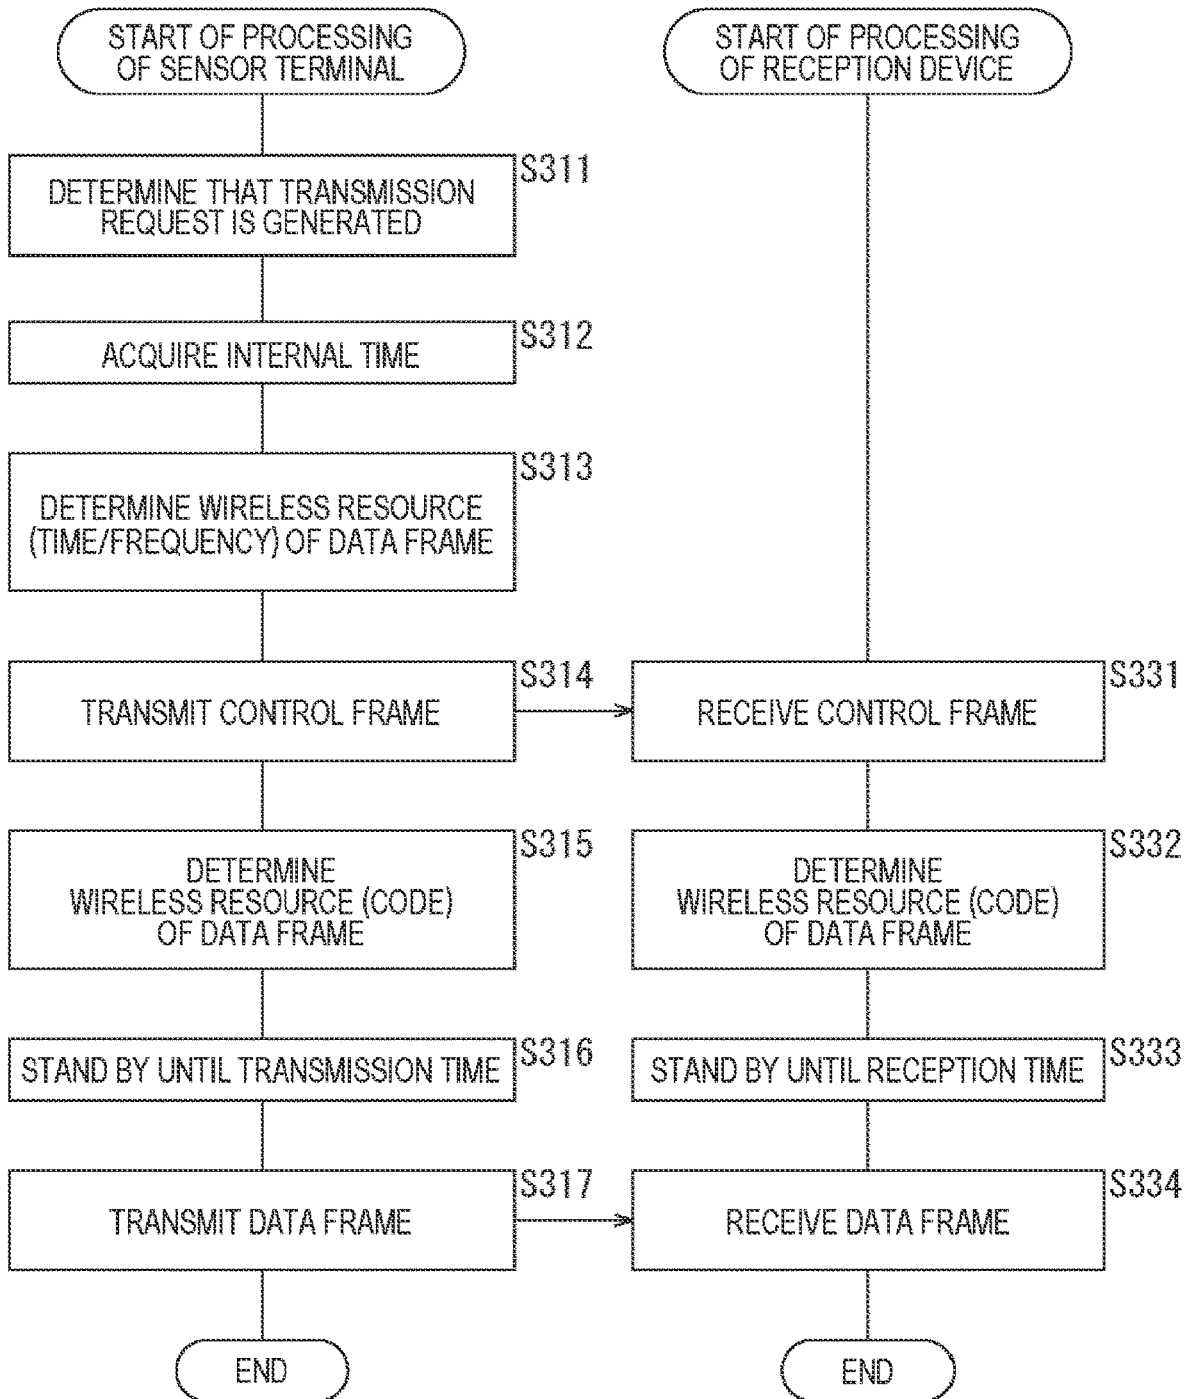 START OF PROCESSING
OF SENSOR TERMINAL
START OF PROCESSING
OF RECEPTION DEVICE
S311
DETERMINE THAT TRANSMISSION
REQUEST IS GENERATED
S312
ACQUIRE INTERNAL TIME
S313
DETERMINE WIRELESS RESOURCE
(TIME/FREQUENCY) OF DATA FRAME
S314
TRANSMIT CONTROL FRAME
S331
RECEIVE CONTROL FRAME
S315
DETERMINE
WIRELESS RESOURCE (CODE)
OF DATA FRAME
S332
DETERMINE
WIRELESS RESOURCE (CODE)
OF DATA FRAME
S316
STAND BY UNTIL TRANSMISSION TIME
S333
STAND BY UNTIL RECEPTION TIME
S317
TRANSMIT DATA FRAME
S334
RECEIVE DATA FRAME
END
END